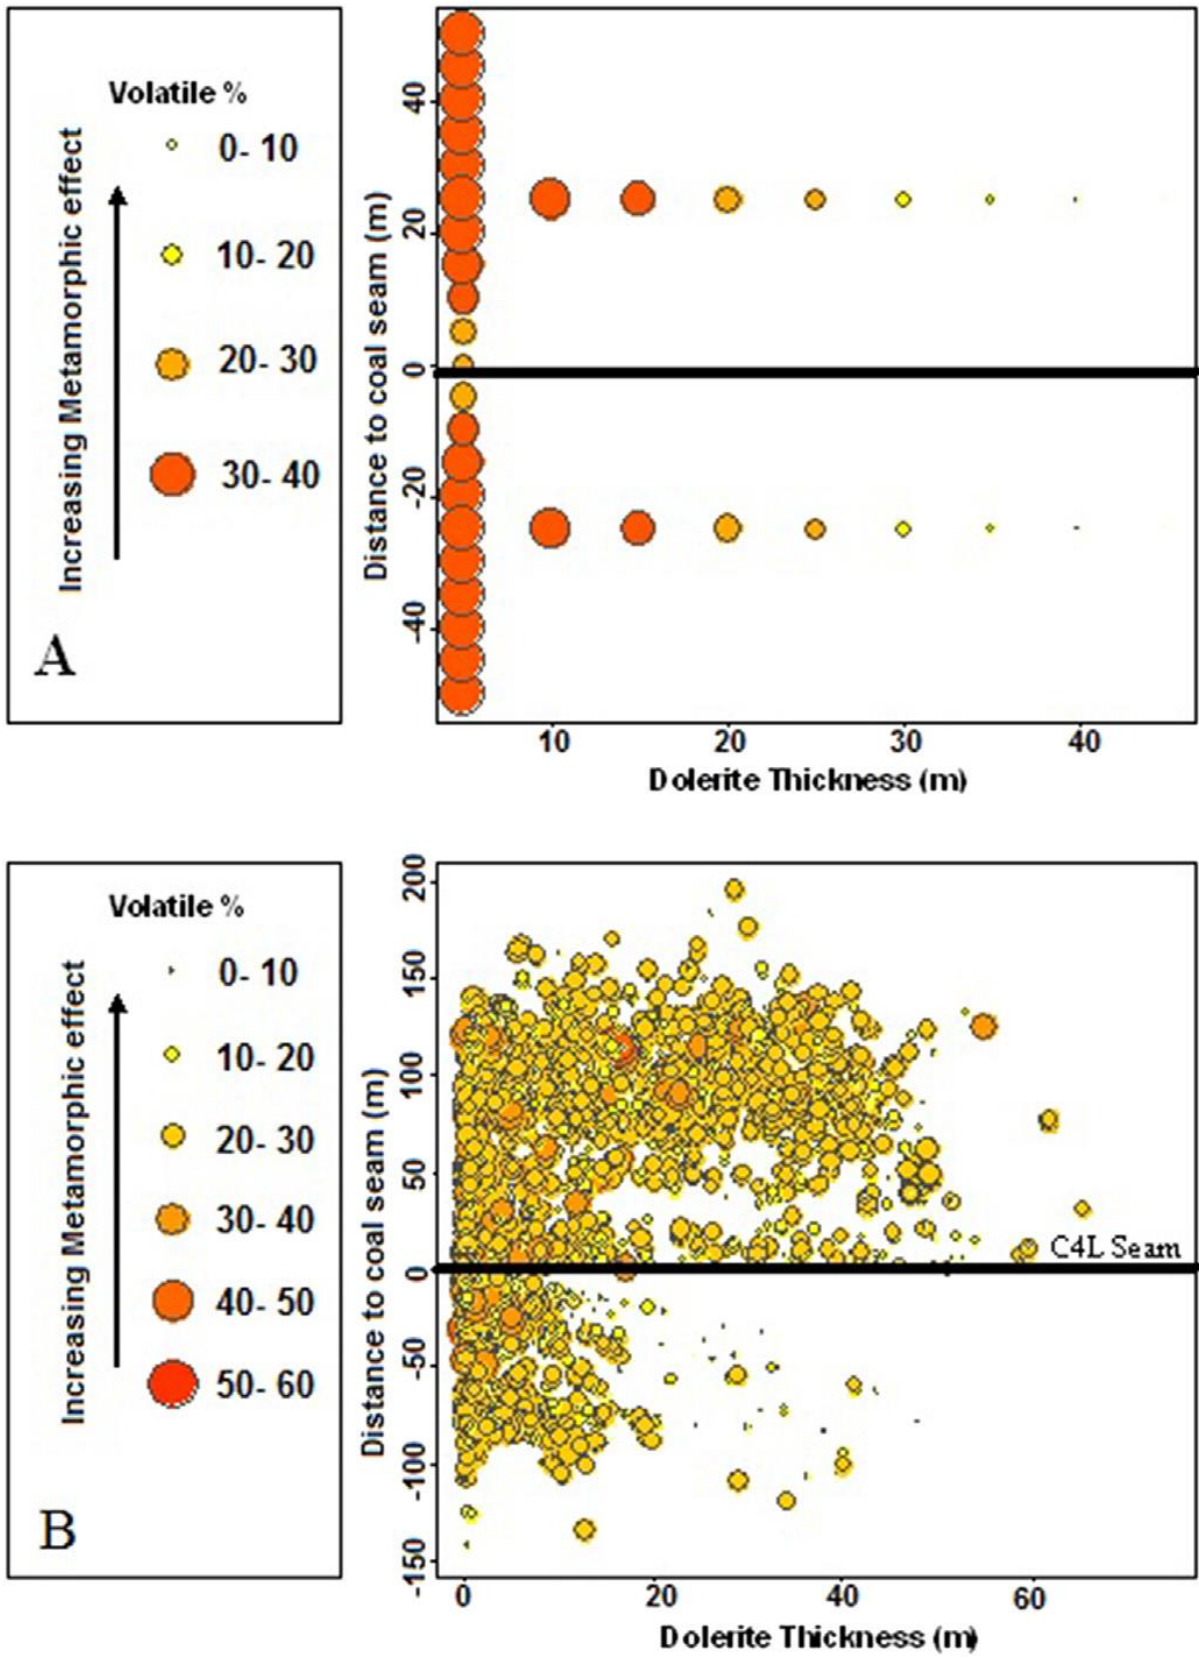 Volatile %
0- 10
10- 20
20- 30
30- 40
Increasing Metamorphic effect
A
Distance to coal seam (m)
40
20
0
-20
-40
10 20 30 40
Dolerite Thickness (m)
Volatile %
0- 10
10- 20
20- 30
30- 40
40- 50
50- 60
Increasing Metamorphic effect
B
Distance to coal seam (m)
200
150
100
50
0
-50
-100
-150
C4L Seam
0 20 40 60
Dolerite Thickness (m)